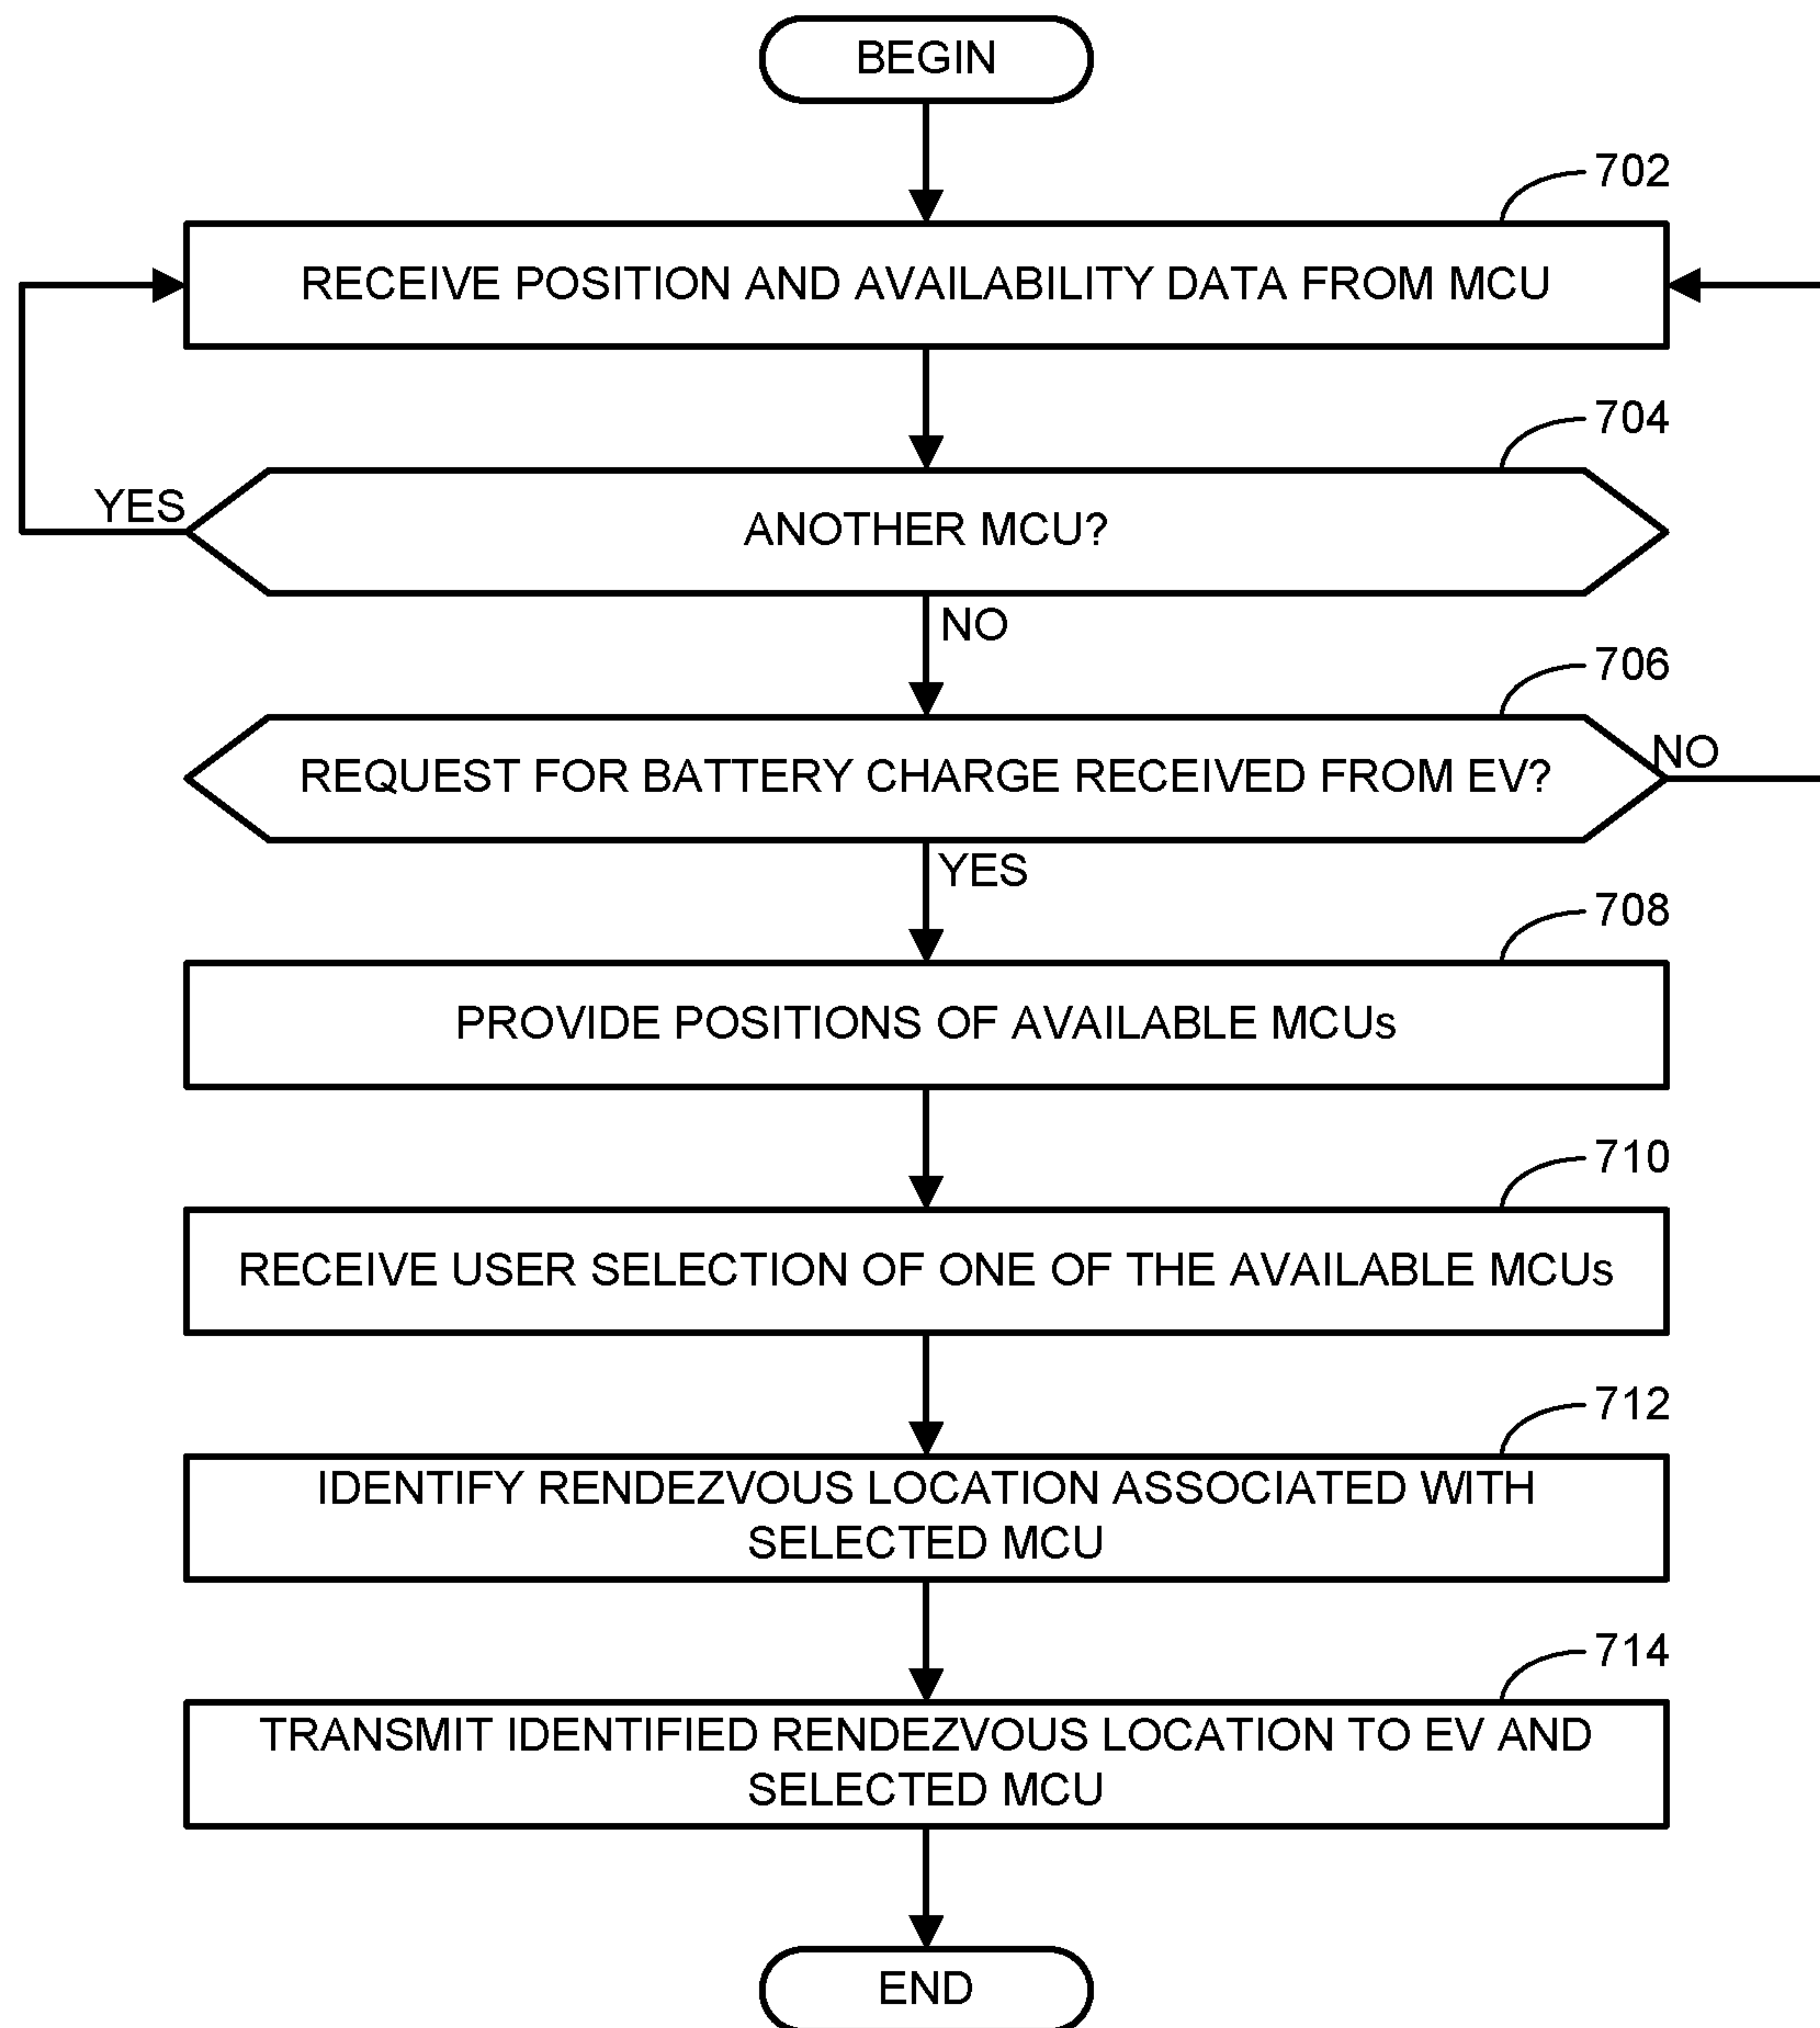 BEGIN
702
RECEIVE POSITION AND AVAILABILITY DATA FROM MCU
704
YES
ANOTHER MCU?
NO
706
REQUEST FOR BATTERY CHARGE RECEIVED FROM EV?
NO
YES
708
PROVIDE POSITIONS OF AVAILABLE MCUs
710
RECEIVE USER SELECTION OF ONE OF THE AVAILABLE MCUs
712
IDENTIFY RENDEZVOUS LOCATION ASSOCIATED WITH
SELECTED MCU
714
TRANSMIT IDENTIFIED RENDEZVOUS LOCATION TO EV AND
SELECTED MCU
END